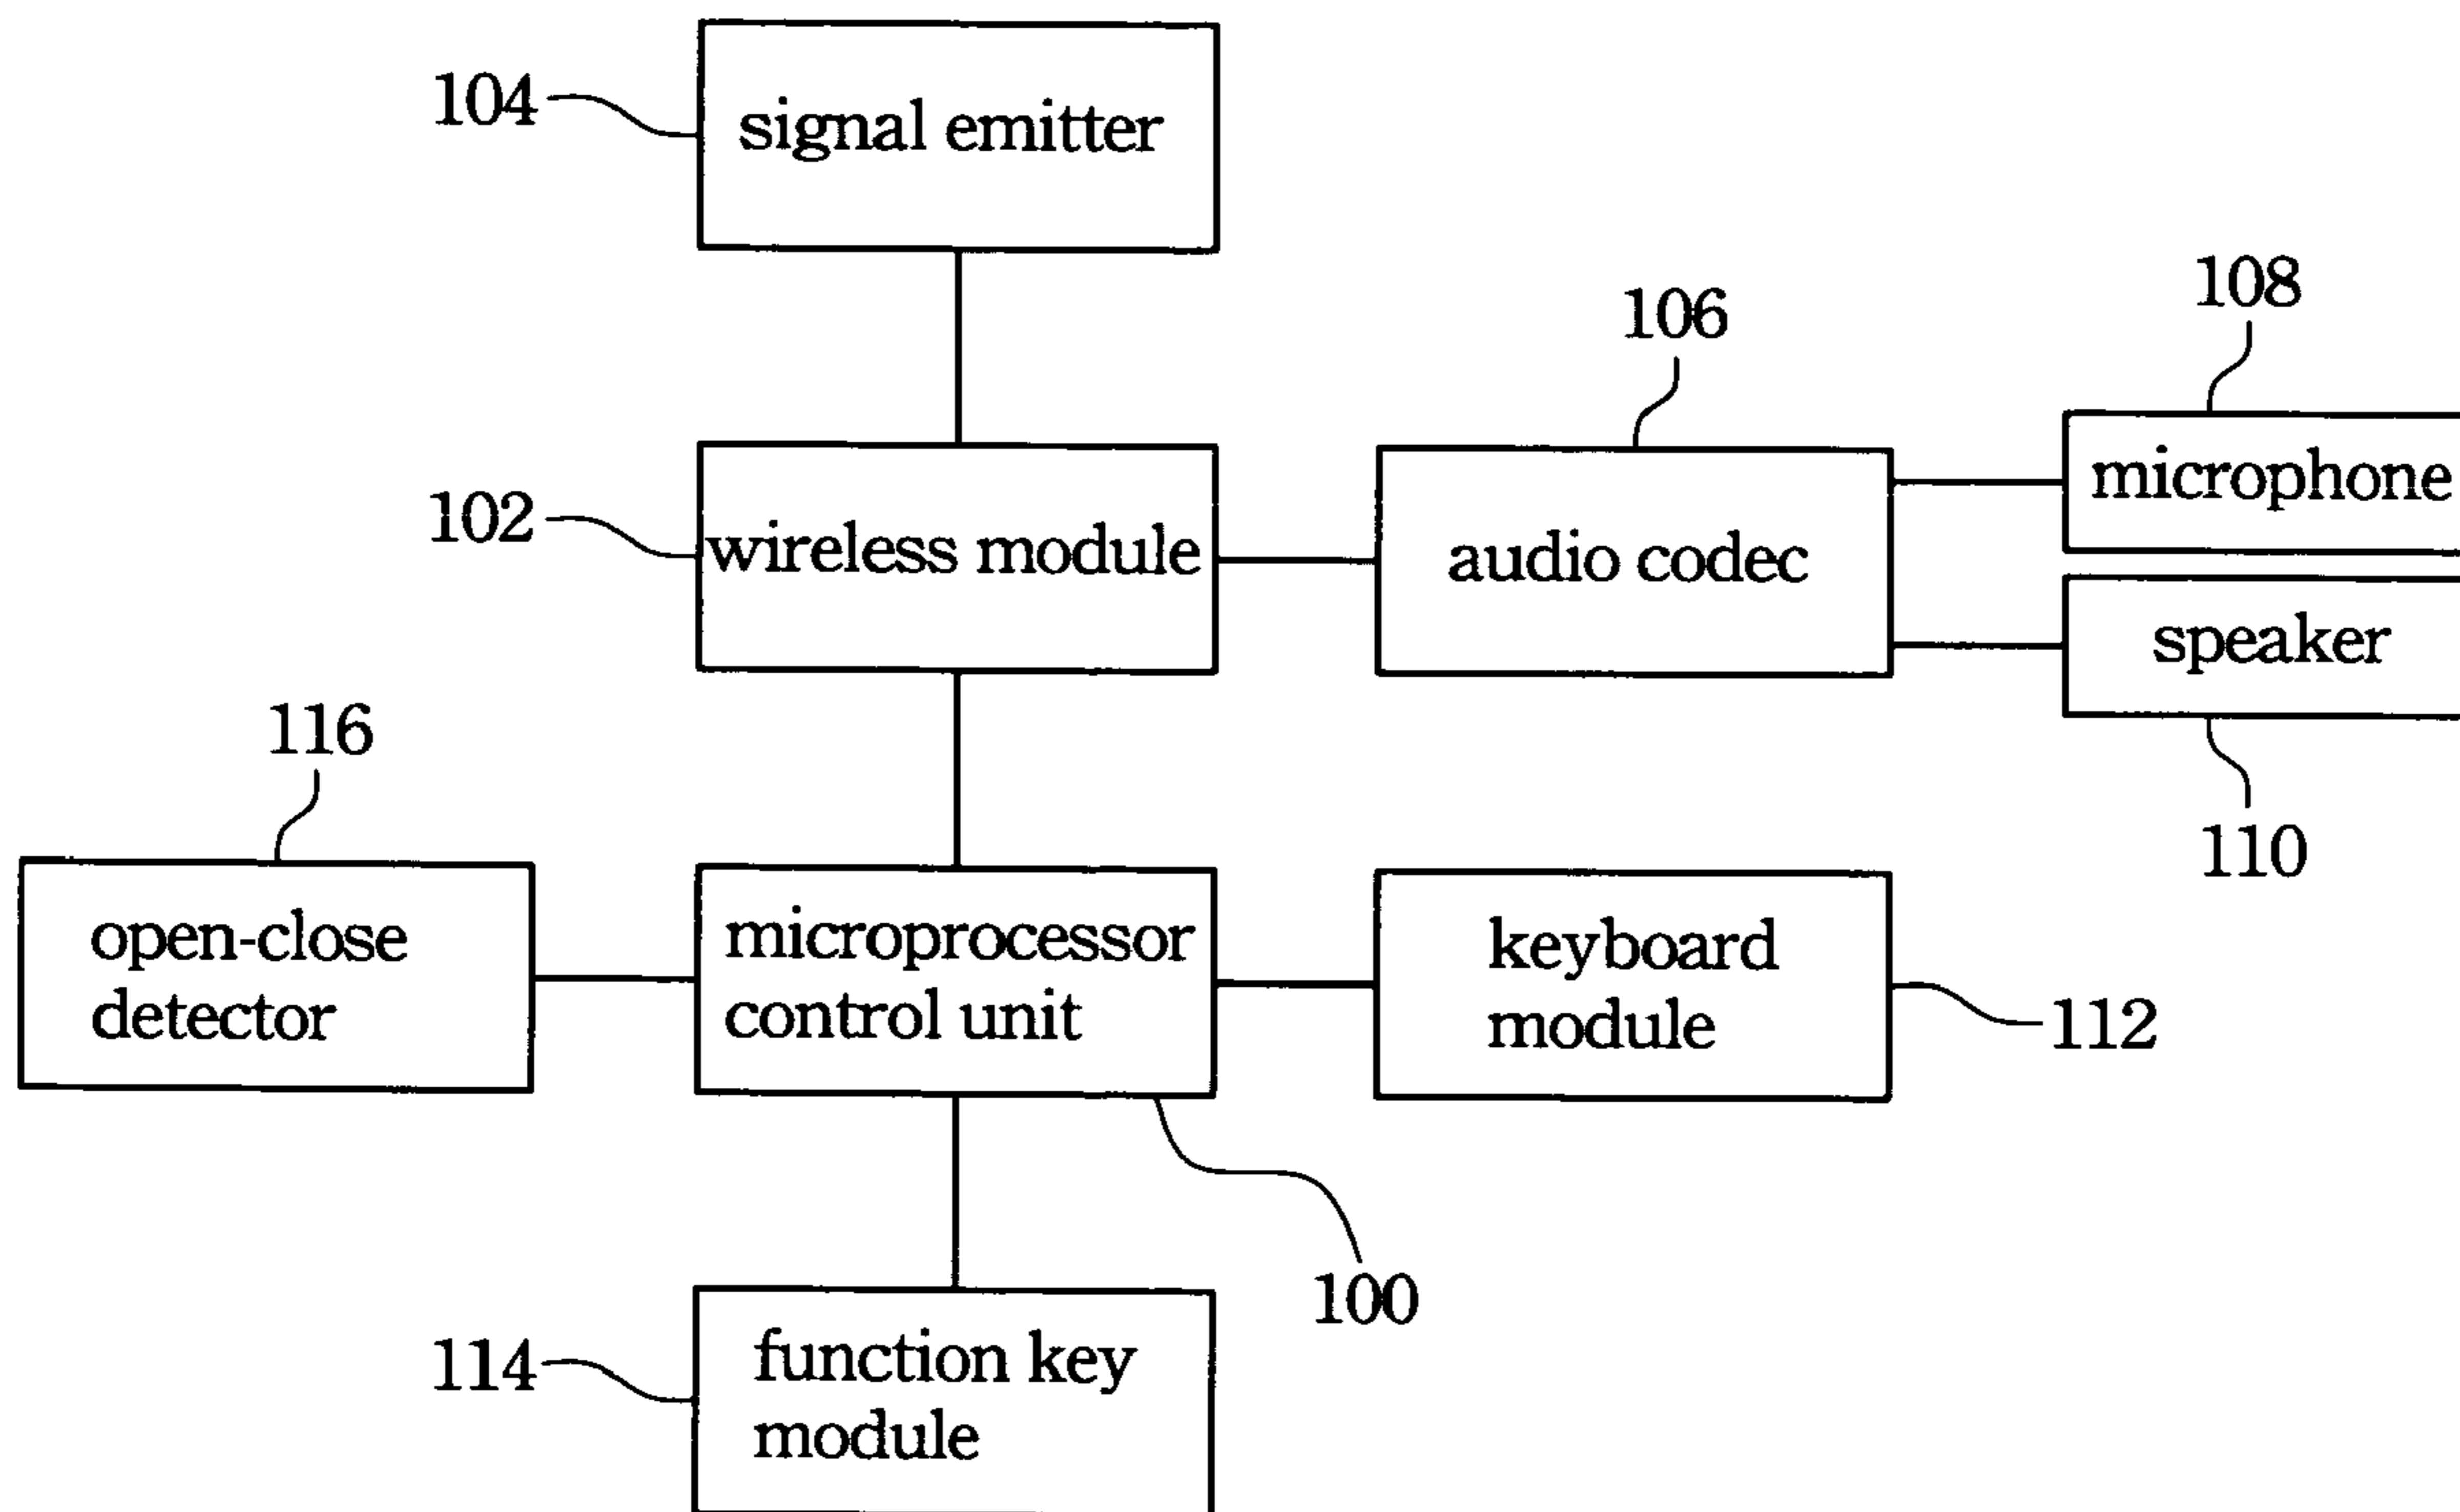 104
signal emitter
108
106
microphone
102
wireless module
audio codec
speaker
116
110
open-close
detector
microprocessor
control unit
keyboard
module
112
100
114
function key
module